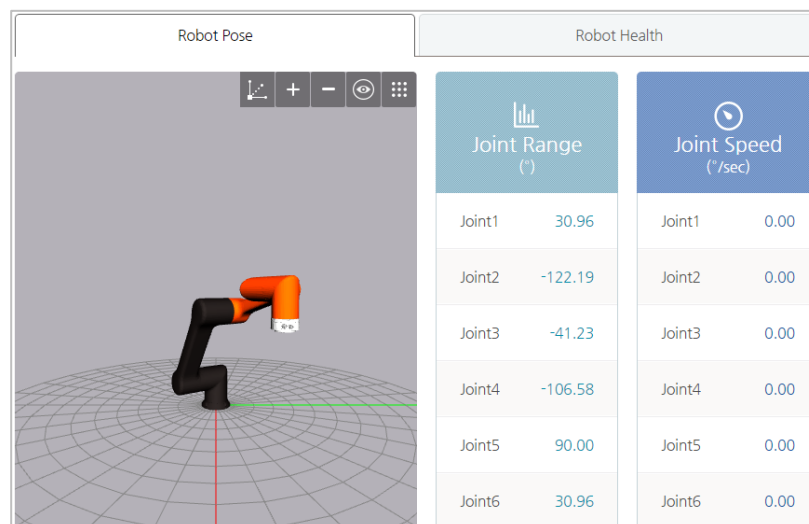 Robot Pose
Robot Health
Joint Range
(°)
Joint1 30.96
Joint2 -122.19
Joint3 -41.23
Joint4 -106.58
Joint5 90.00
Joint6 30.96
Joint Speed
(°/sec)
Joint1 0.00
Joint2 0.00
Joint3 0.00
Joint4 0.00
Joint5 0.00
Joint6 0.00